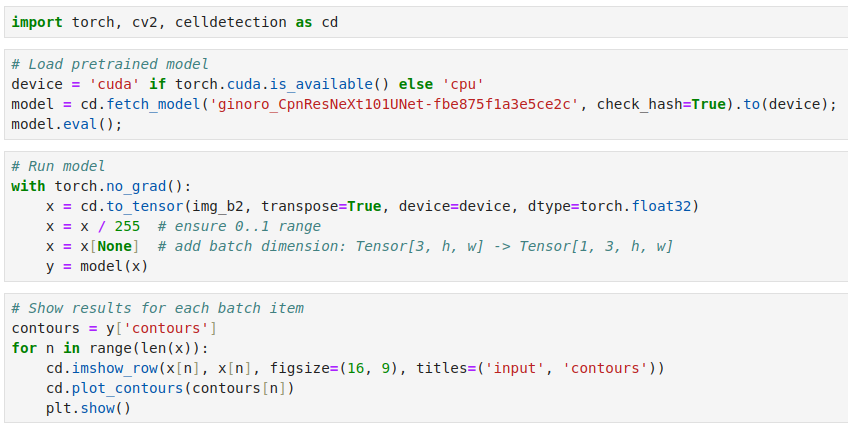 import torch, cv2, celldetection as cd
# Load pretrained model
device = 'cuda' if torch.cuda.is_available() else 'cpu'
model = cd.fetch_model('ginoro_CpnResNeXt101UNet-fbe875f1a3e5ce2c', check_hash=True).to(device);
model.eval();
# Run model
with torch.no_grad():
    x = cd.to_tensor(img_b2, transpose=True, device=device, dtype=torch.float32)
    x = x / 255  # ensure 0..1 range
    x = x[None]  # add batch dimension: Tensor[3, h, w] -> Tensor[1, 3, h, w]
    y = model(x)
# Show results for each batch item
contours = y['contours']
for n in range(len(x)):
    cd.imshow_row(x[n], x[n], figsize=(16, 9), titles=('input', 'contours'))
    cd.plot_contours(contours[n])
    plt.show()